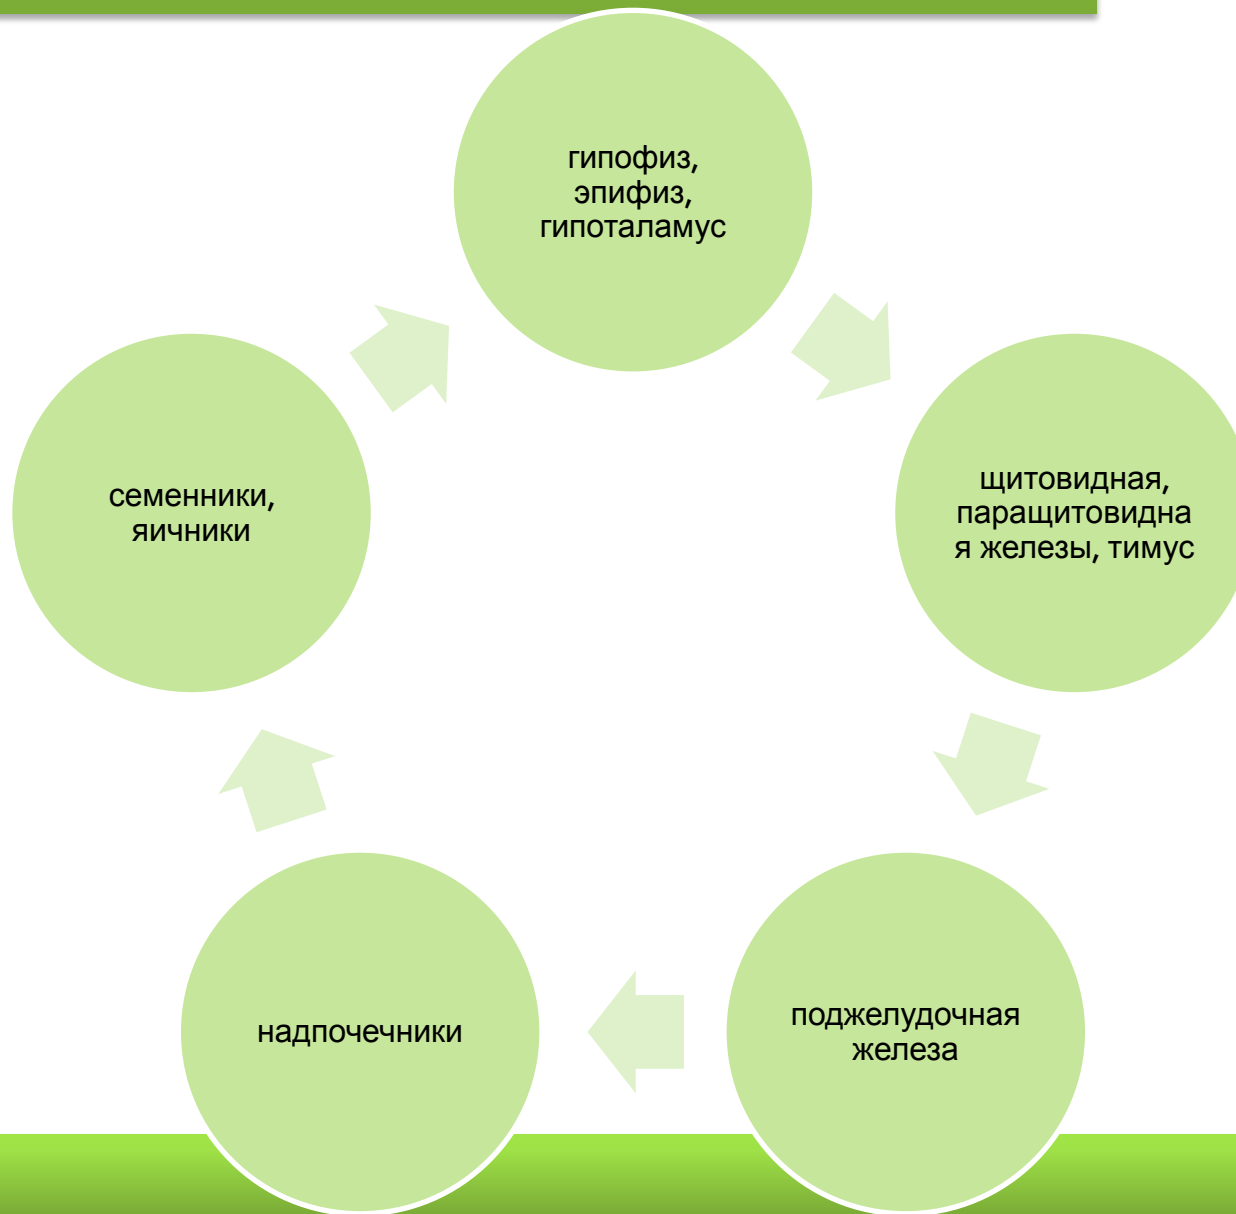 гипофиз,
эпифиз,
гипоталамус
щитовидная,
паращитовидна
я железы, тимус
поджелудочная
железа
надпочечники
семенники,
яичники